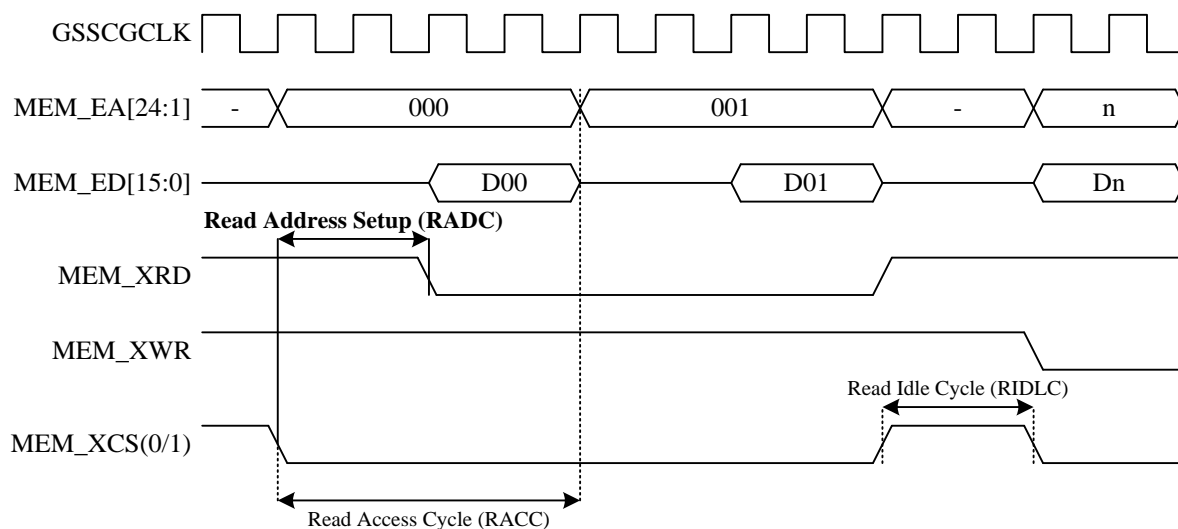 GSSCGCLK
MEM_EA[24:1] - 000 001 - n
MEM_ED[15:0] D00 D01 Dn
Read Address Setup (RADC)
MEM_XRD
MEM_XWR
Read Idle Cycle (RIDLC)
MEM_XCS(0/1)
Read Access Cycle (RACC)